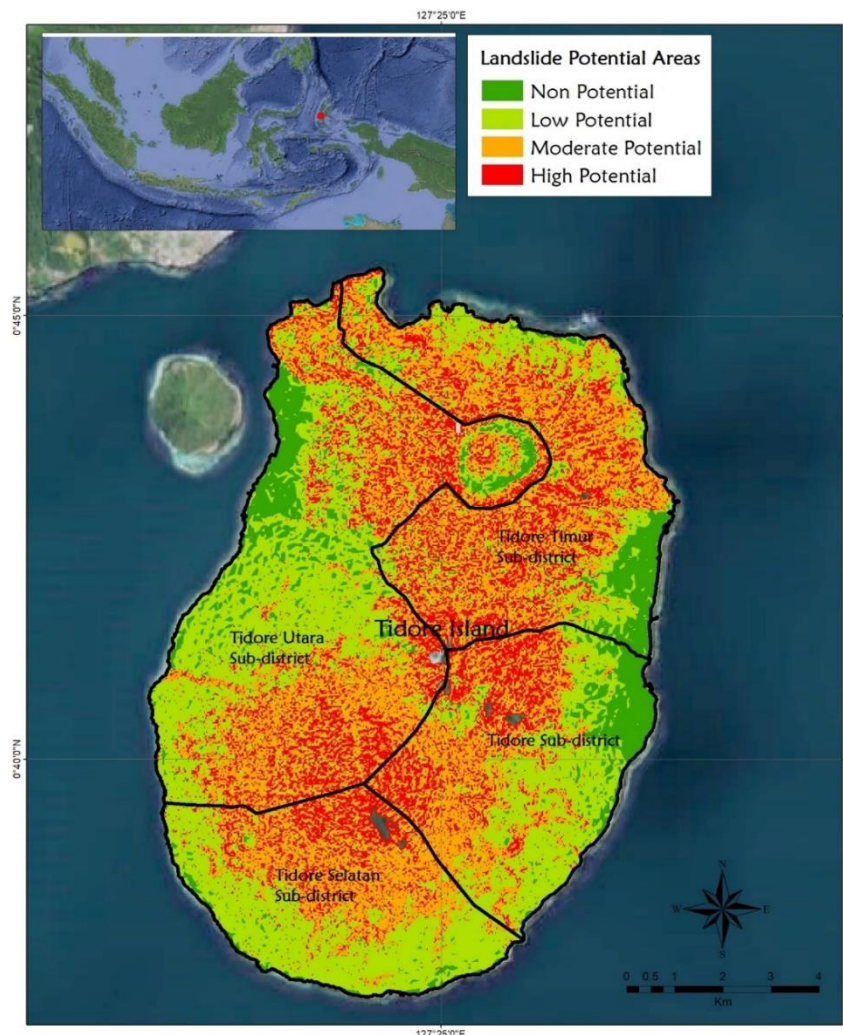 127°25'0"E
Landslide Potential Areas
Non Potential
Low Potential
Moderate Potential
High Potential
0°45'0"N
Tidore Timur
Sub-district
Tidore Island
Tidore Utara
Sub-district
Tidore Sub-district
0°40'0"N
Tidore Selatan
Sub-district
N
W E
S
0 0.5 1 2 3 4
Km
127°25'0"E